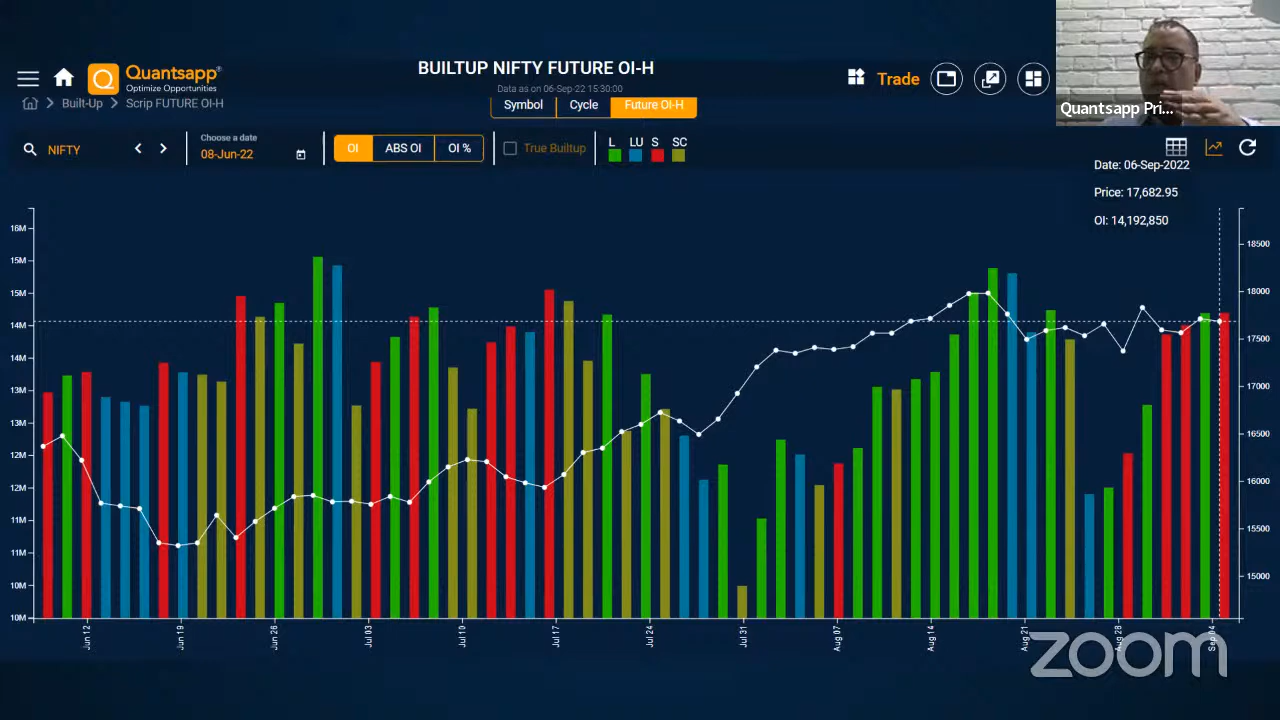 Quantsapp®
Optimize Opportunities
BUILTUP NIFTY FUTURE OI-H
Data as on 06-Sep-22 15:30:00
Trade
Quantsapp Pri...
Built-Up
Scrip FUTURE OI-H
Symbol
Cycle
Future OI-H
NIFTY
Choose a date
08-Jun-22
OI
ABS OI
OI %
True Builtup
L LU S SC
Date: 06-Sep-2022
Price: 17,682.95
OI: 14,192,850
16M
15M
15M
14M
14M
13M
13M
12M
12M
11M
11M
10M
10M
18500
18000
17500
17000
16500
16000
15500
15000
Jun 12
Jun 19
Jun 26
Jul 03
Jul 10
Jul 17
Jul 24
Jul 31
Aug 07
Aug 14
Aug 21
Aug 28
Sep 04
zoom